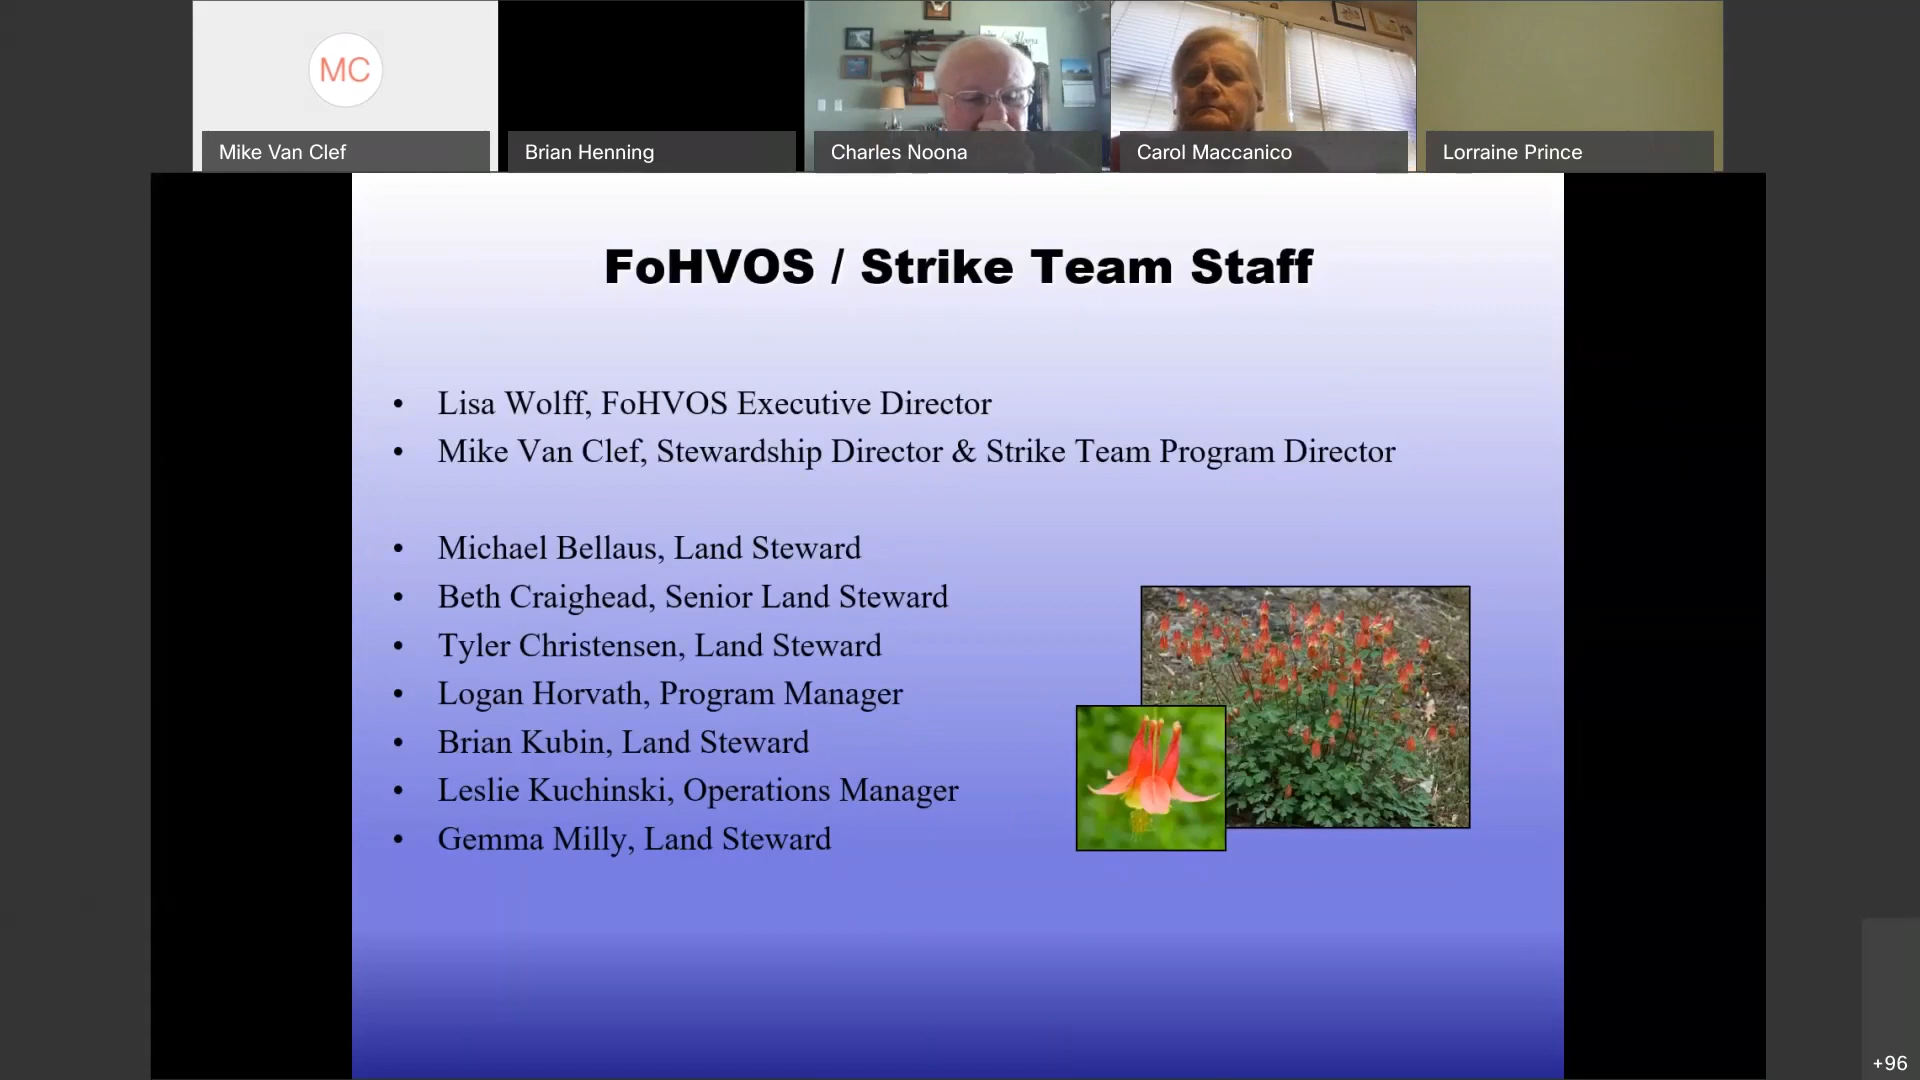 MC
Mike Van Clef
Brian Henning
Charles Noona
Carol Maccanico
Lorraine Prince
FoHVOS / Strike Team Staff
• Lisa Wolff, FoHVOS Executive Director
• Mike Van Clef, Stewardship Director & Strike Team Program Director
• Michael Bellaus, Land Steward
• Beth Craighead, Senior Land Steward
• Tyler Christensen, Land Steward
• Logan Horvath, Program Manager
• Brian Kubin, Land Steward
• Leslie Kuchinski, Operations Manager
• Gemma Milly, Land Steward
+96